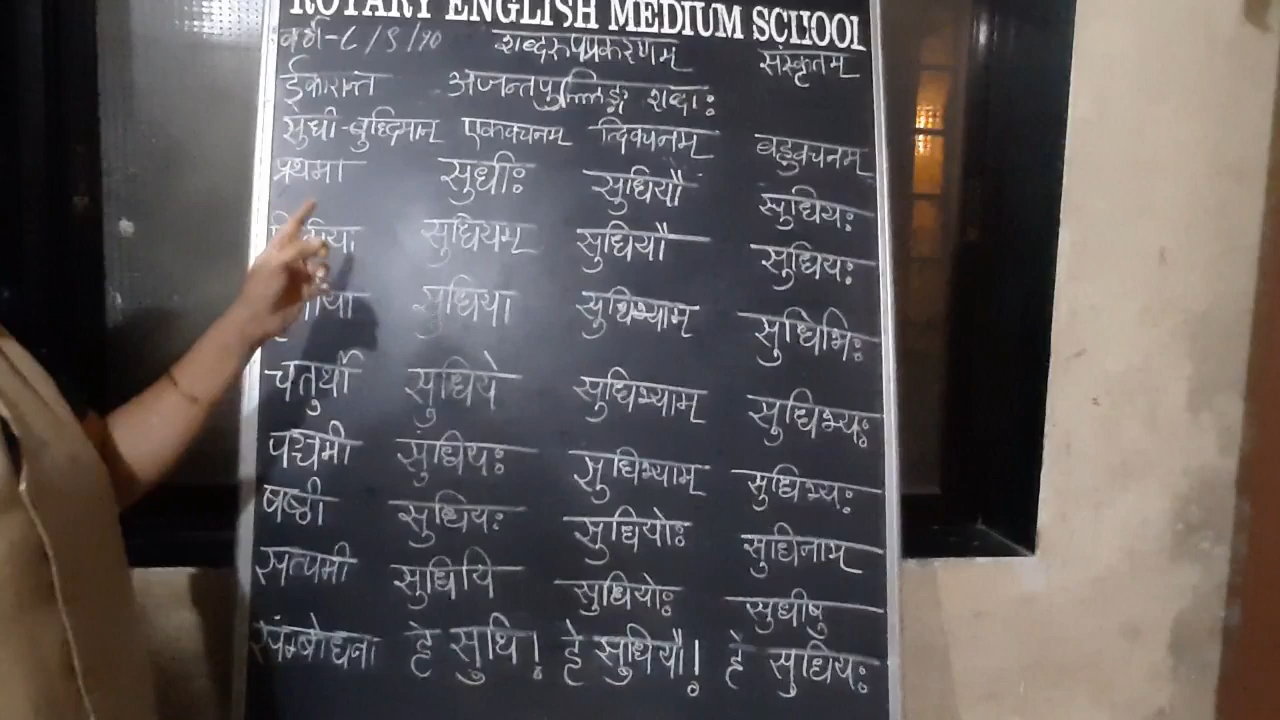 ROTARY ENGLISH MEDIUM SCHOOL
वर्ग-८/९/१० शब्दरूपप्रकरणम् संस्कृतम्
ईकारान्त अजन्तपुल्लिङ्ग शब्दाः
सुधी-बुद्धिमान् एकवचनम् द्विवचनम् बहुवचनम्
प्रथमा सुधीः सुधियौ सुधियः
सुधियम् सुधियौ सुधियः
सुधिया सुधिभ्याम् सुधिभिः
चतुर्थी सुधिये सुधिभ्याम् सुधिभ्यः
पञ्चमी सुधियः सुधिभ्याम् सुधिभ्यः
षष्ठी सुधियः सुधियोः सुधिनाम्
सप्तमी सुधियि सुधियोः सुधीषु
संम्बोधना हे सुधि! हे सुधियौ! हे सुधियः